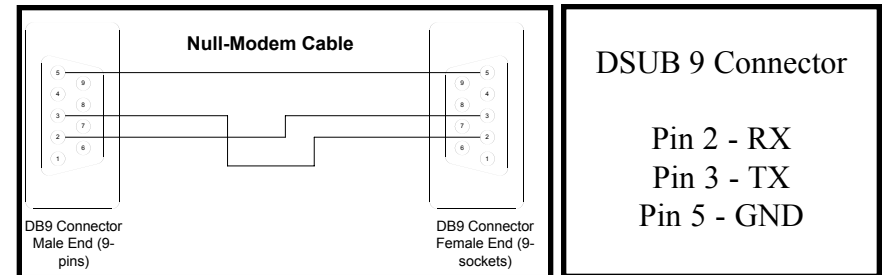 Null-Modem Cable
5
9
4
8
3
7
2
6
1
5
9
4
8
3
7
2
6
1
DB9 Connector
Male End (9-
pins)
DB9 Connector
Female End (9-
sockets)
DSUB 9 Connector
Pin 2 - RX
Pin 3 - TX
Pin 5 - GND